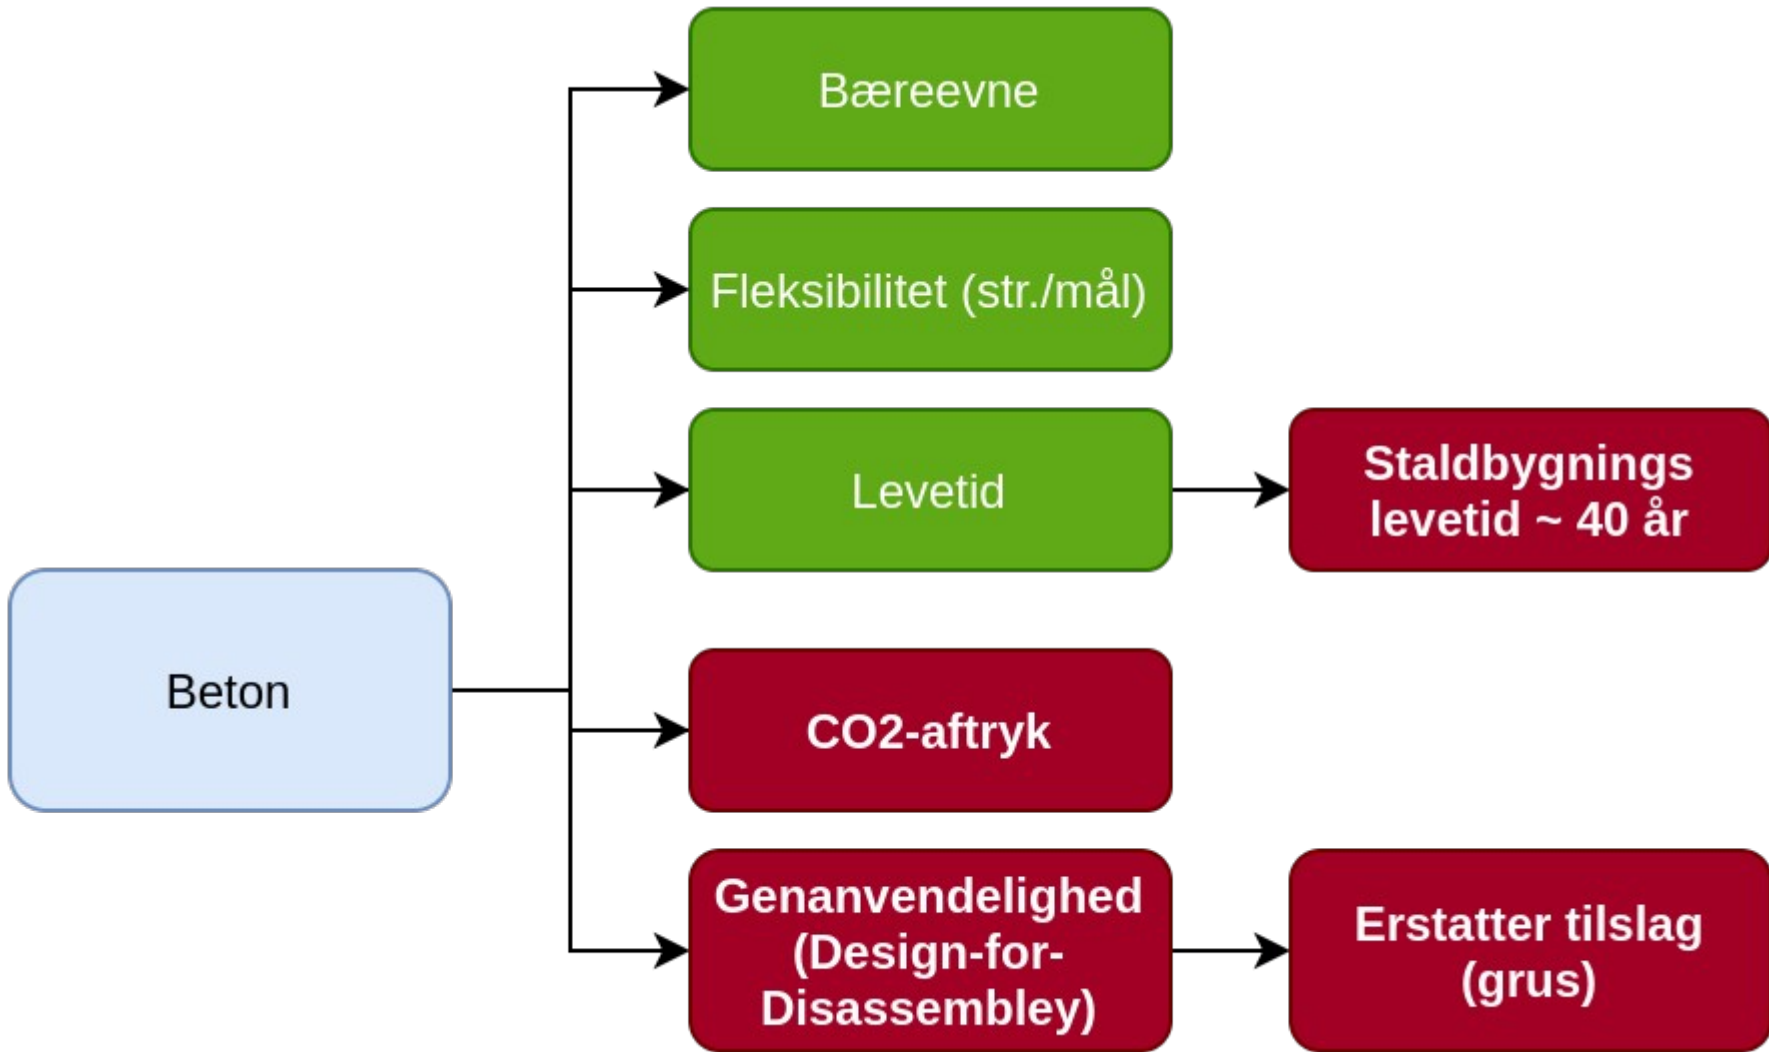 Bæreevne
Fleksibilitet (str./mål)
Levetid
Staldbygnings
levetid ~ 40 år
Beton
CO2-aftryk
Genanvendelighed
(Design-for-
Disassembley)
Erstatter tilslag
(grus)